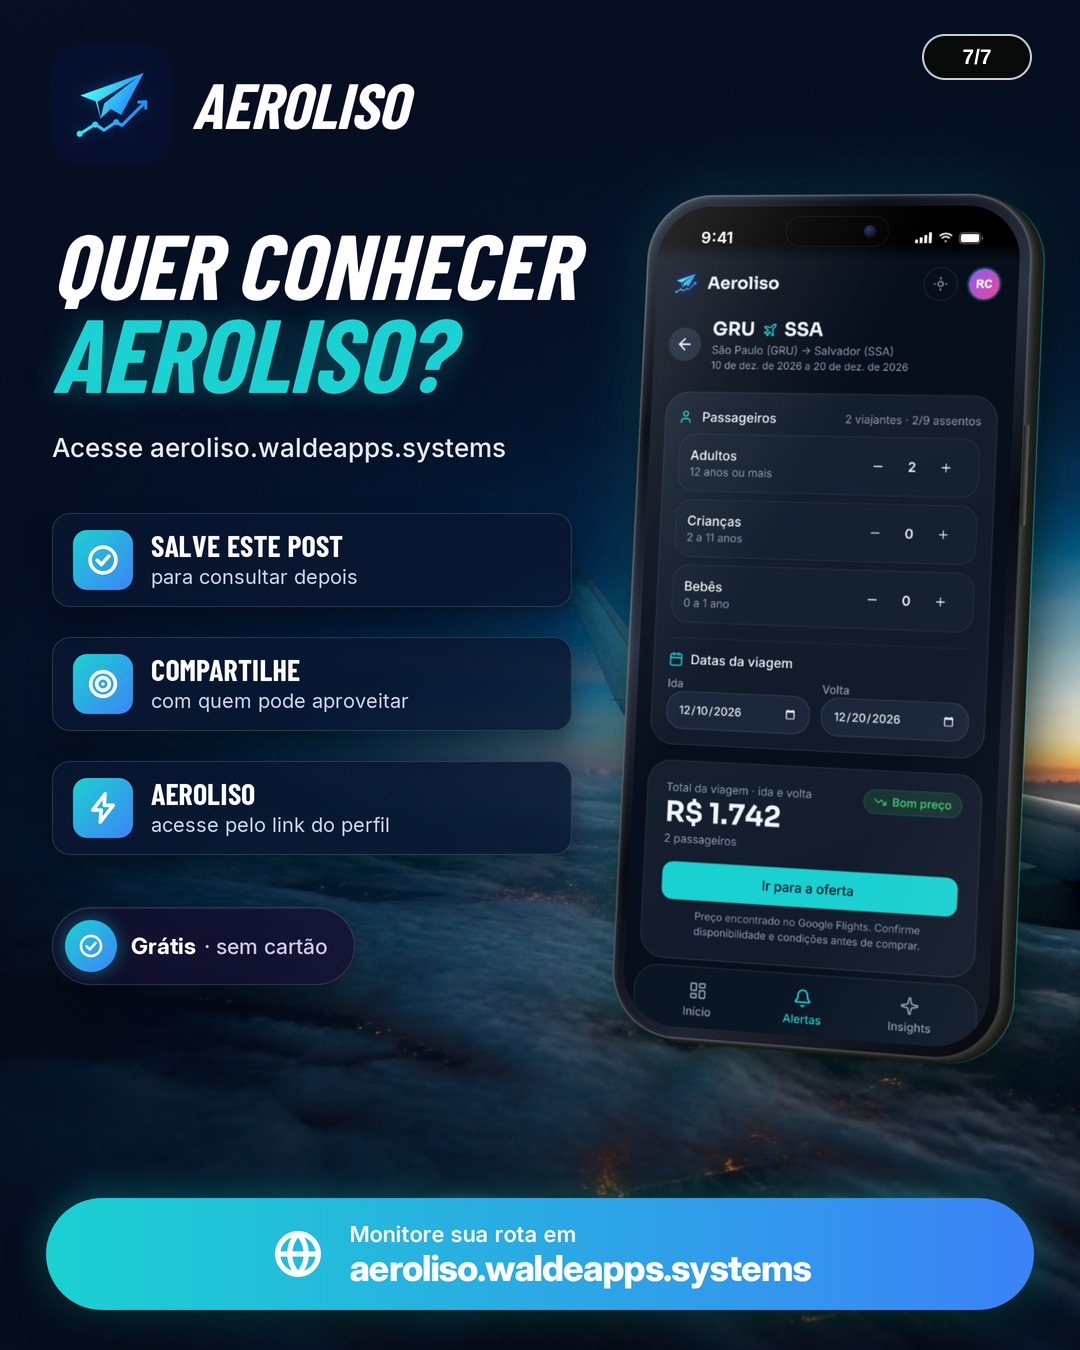 AEROLISO
7/7
QUER CONHECER
AEROLISO?
Acesse aeroliso.waldeapps.systems
SALVE ESTE POST
para consultar depois
COMPARTILHE
com quem pode aproveitar
AEROLISO
acesse pelo link do perfil
Grátis · sem cartão
9:41
Aeroliso
RC
GRU SSA
São Paulo (GRU) → Salvador (SSA)
10 de dez. de 2026 a 20 de dez. de 2026
Passageiros
2 viajantes · 2/9 assentos
Adultos
12 anos ou mais
− 2 +
Crianças
2 a 11 anos
− 0 +
Bebês
0 a 1 ano
− 0 +
Datas da viagem
Ida
Volta
12/10/2026
12/20/2026
Total da viagem · ida e volta
R$ 1.742
Bom preço
2 passageiros
Ir para a oferta
Preço encontrado no Google Flights. Confirme
disponibilidade e condições antes de comprar.
Início
Alertas
Insights
Monitore sua rota em
aeroliso.waldeapps.systems